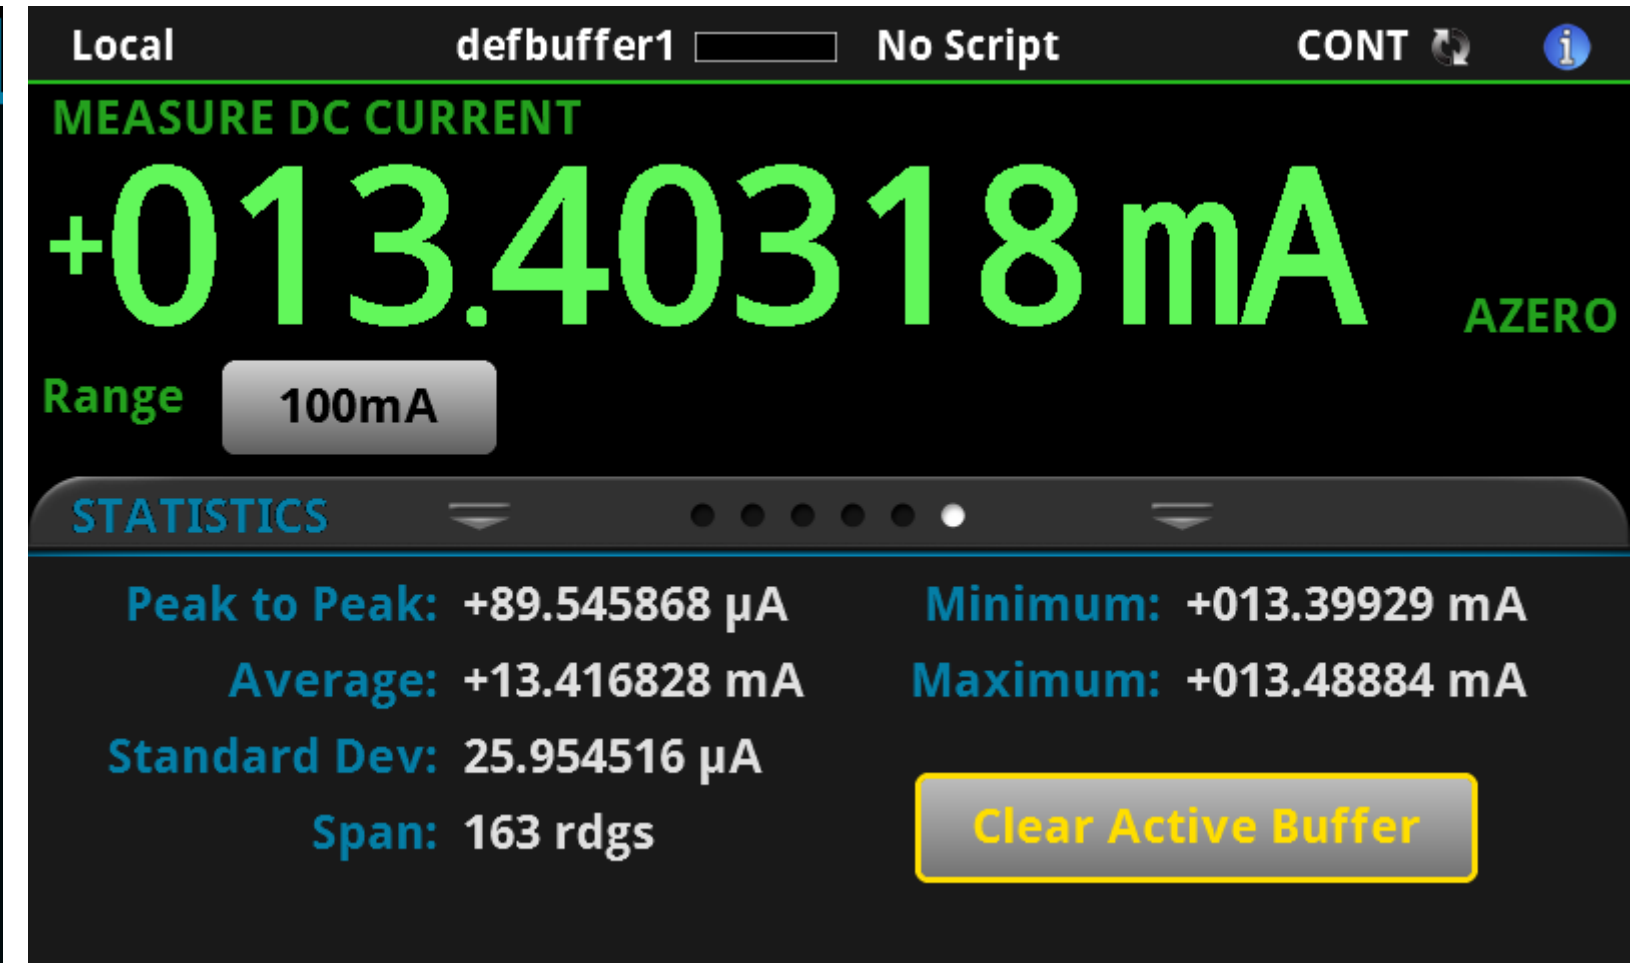 Local defbuffer1 No Script CONT i
MEASURE DC CURRENT
+013.40318 mA
AZERO
Range 100mA
STATISTICS
Peak to Peak: +89.545868 µA Minimum: +013.39929 mA
Average: +13.416828 mA Maximum: +013.48884 mA
Standard Dev: 25.954516 µA
Span: 163 rdgs
Clear Active Buffer